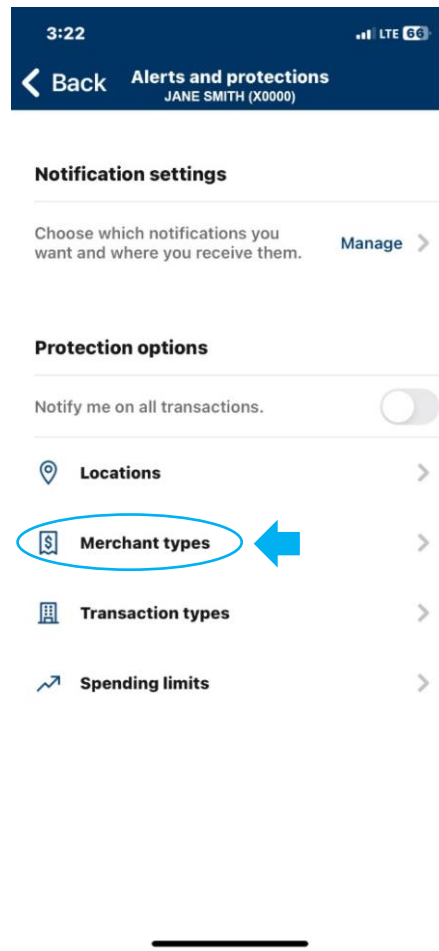 3:22 LTE 66
Back Alerts and protections
JANE SMITH (X0000)
Notification settings
Choose which notifications you
want and where you receive them. Manage
Protection options
Notify me on all transactions.
Locations
$ Merchant types
Transaction types
Spending limits